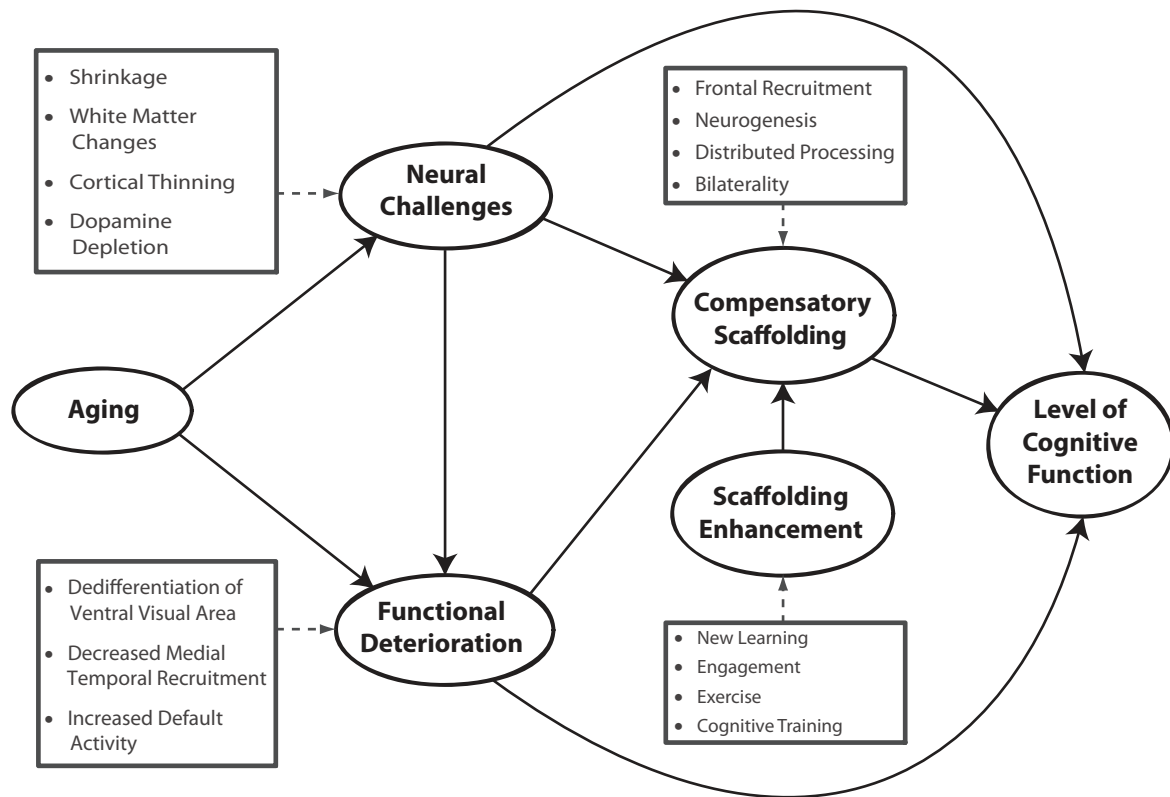 • Shrinkage
• White Matter
Changes
• Cortical Thinning
• Dopamine
Depletion
Neural
Challenges
• Frontal Recruitment
• Neurogenesis
• Distributed Processing
• Bilaterality
Compensatory
Scaffolding
Aging
Level of
Cognitive
Function
Scaffolding
Enhancement
• Dedifferentiation of
Ventral Visual Area
• Decreased Medial
Temporal Recruitment
• Increased Default
Activity
Functional
Deterioration
• New Learning
• Engagement
• Exercise
• Cognitive Training